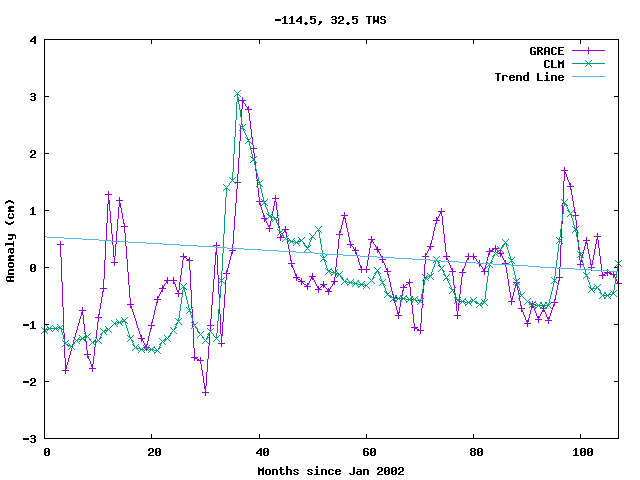 -114.5, 32.5 TWS
GRACE
CLM
Trend Line
4
3
2
1
0
-1
-2
-3
Anomaly (cm)
0 20 40 60 80 100
Months since Jan 2002